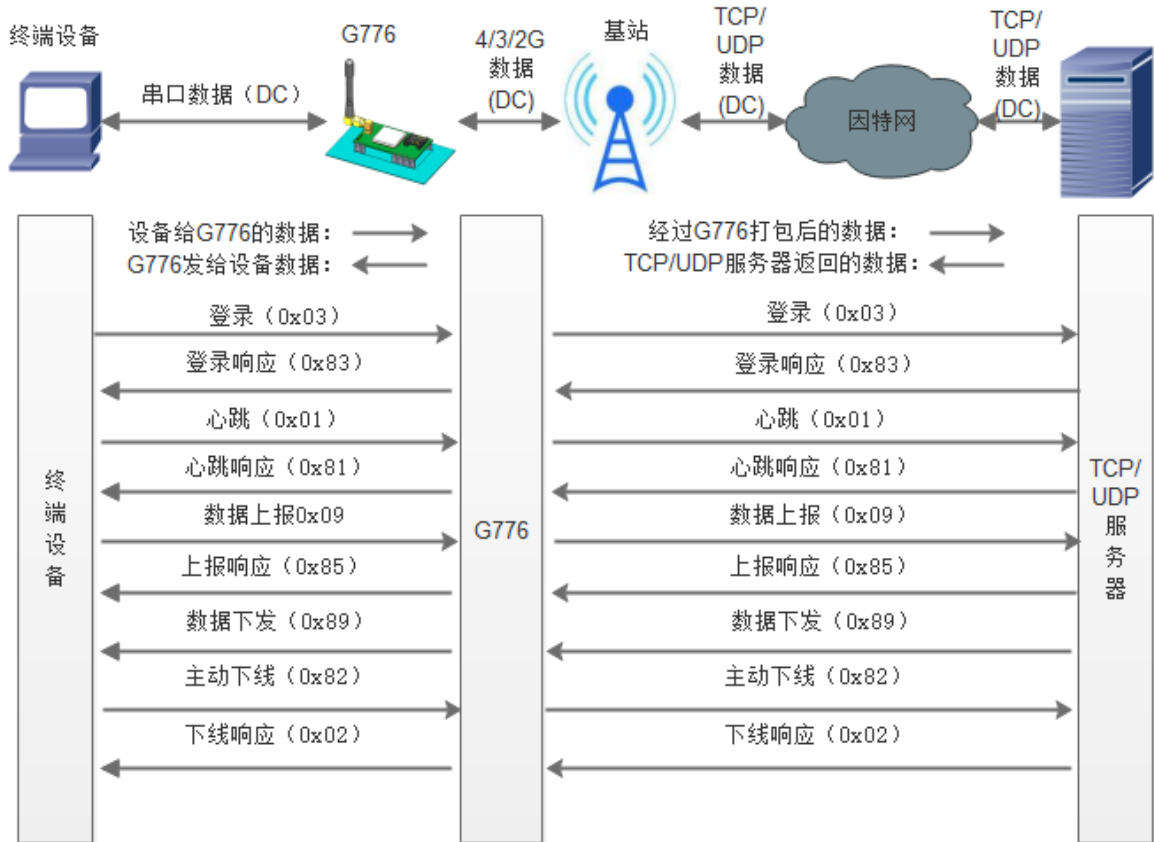 终端设备
G776
基站
4/3/2G
数据
(DC)
TCP/
UDP
数据
(DC)
TCP/
UDP
数据
(DC)
串口数据（DC）
因特网
设备给G776的数据：
G776发给设备数据：
经过G776打包后的数据：
TCP/UDP服务器返回的数据：
登录（0x03）
登录（0x03）
登录响应（0x83）
登录响应（0x83）
心跳（0x01）
心跳（0x01）
心跳响应（0x81）
心跳响应（0x81）
数据上报0x09
数据上报（0x09）
上报响应（0x85）
上报响应（0x85）
数据下发（0x89）
数据下发（0x89）
主动下线（0x82）
主动下线（0x82）
下线响应（0x02）
下线响应（0x02）
终
端
设
备
G776
TCP/
UDP
服
务
器